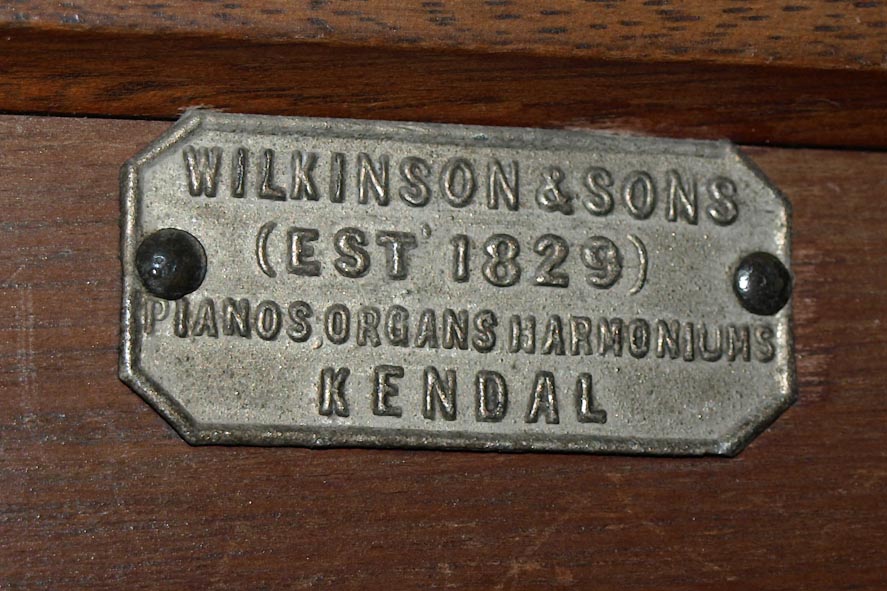 WILKINSON & SONS
(EST' 1829)
PIANOS, ORGANS HARMONIUMS
KENDAL